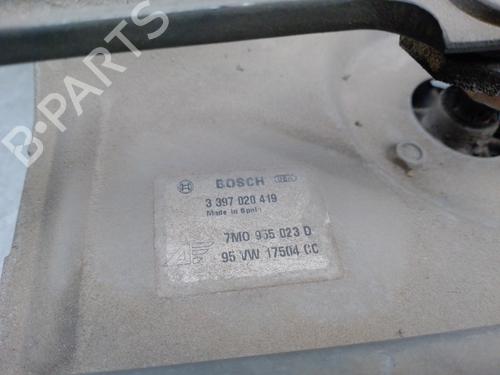 BOSCH
3 397 020 419
Made in Spain
7M0 955 023 D
95 VW 17504 CC
B-PARTS